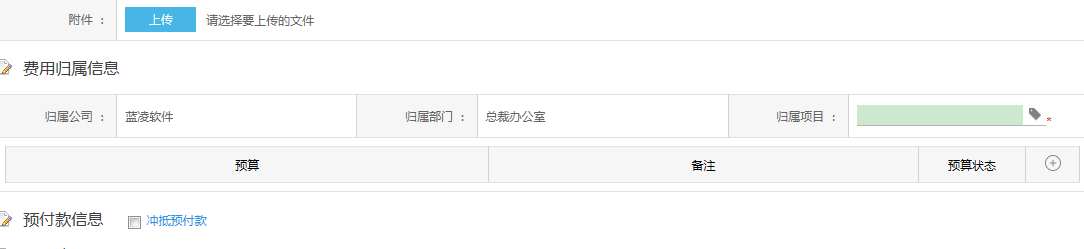 附件 : 上传 请选择要上传的文件
费用归属信息
归属公司 : 蓝凌软件 归属部门 : 总裁办公室 归属项目 : *
预算 备注 预算状态
预付款信息 冲抵预付款